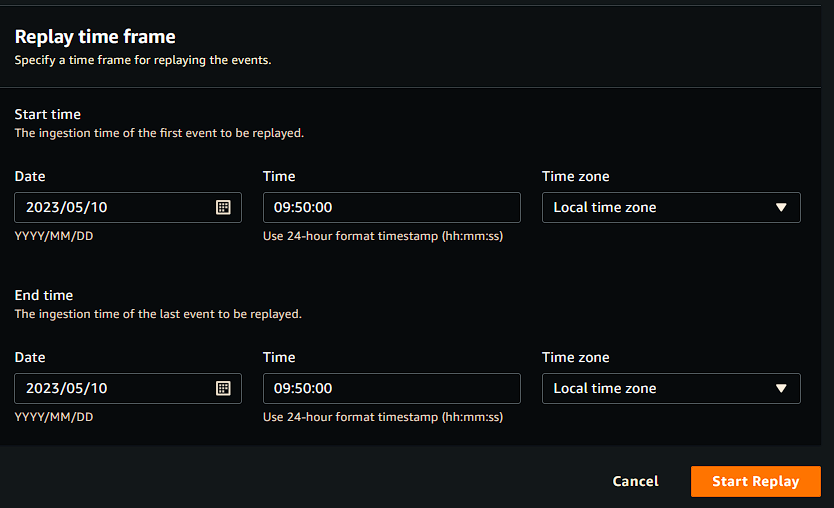 Replay time frame
Specify a time frame for replaying the events.
Start time
The ingestion time of the first event to be replayed.
Date Time Time zone
2023/05/10 09:50:00 Local time zone
YYYY/MM/DD Use 24-hour format timestamp (hh:mm:ss)
End time
The ingestion time of the last event to be replayed.
Date Time Time zone
2023/05/10 09:50:00 Local time zone
YYYY/MM/DD Use 24-hour format timestamp (hh:mm:ss)
Cancel Start Replay